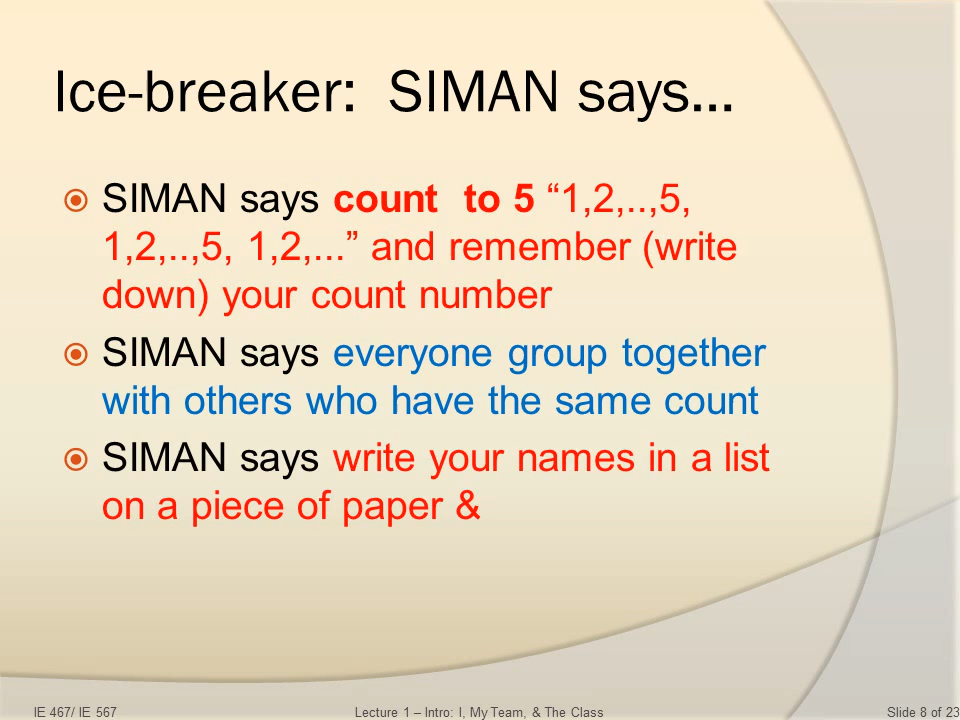 Ice-breaker:  SIMAN says...
SIMAN says count  to 5 “1,2,..,5,
1,2,..,5, 1,2,...” and remember (write
down) your count number
SIMAN says everyone group together
with others who have the same count
SIMAN says write your names in a list
on a piece of paper &
IE 467/ IE 567
Lecture 1 – Intro: I, My Team, & The Class
Slide 8 of 23